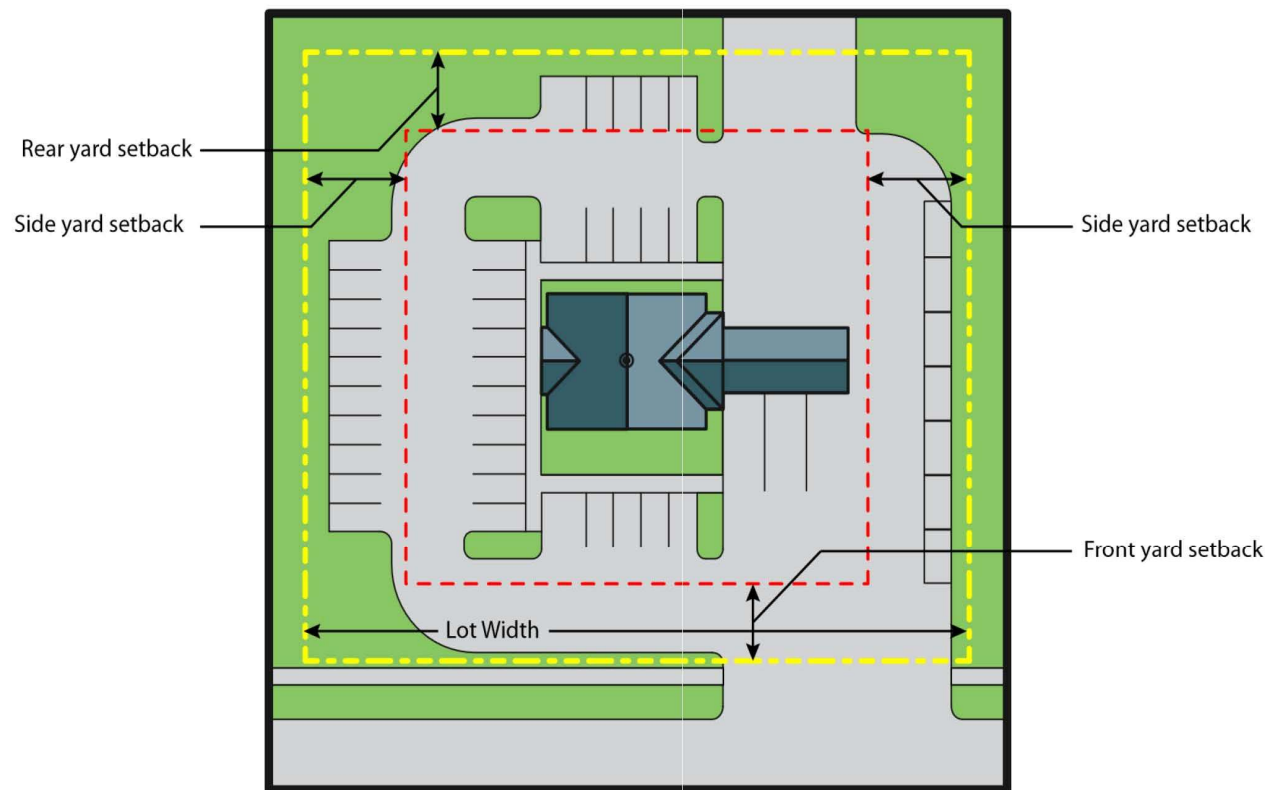 Rear yard setback
Side yard setback
Side yard setback
Front yard setback
Lot Width